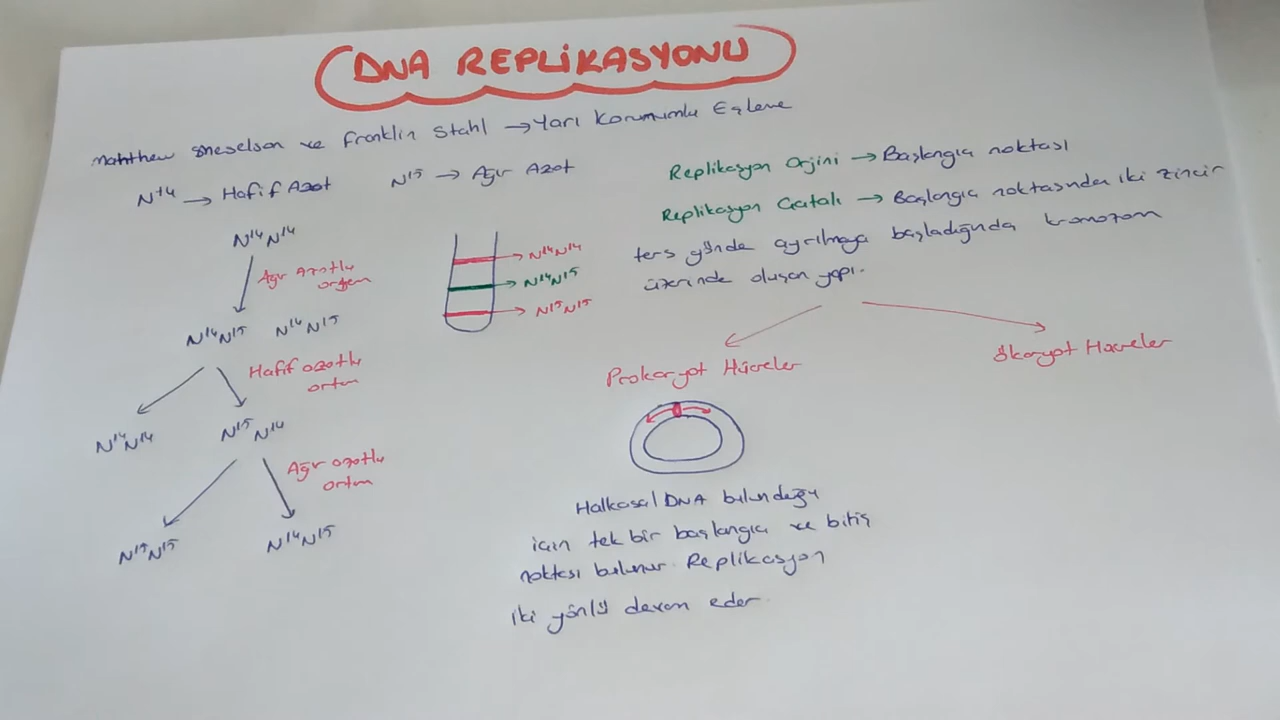 DNA REPLİKASYONU
Matthew Meselson ve Franklin Stahl → Yarı Korunumlu Eşleme
N14 → Hafif Azot
N15 → Ağır Azot
N14N14
Ağır azotlu
ortam
N14N15 N14N15
Hafif azotlu
ortam
N14N14 N15N14
Ağır azotlu
ortam
N15N15 N14N15
→ N14N14
→ N14N15
→ N15N15
Replikasyon Orjini → Başlangıç noktası
Replikasyon Çatalı → Başlangıç noktasından iki zincir
ters yönde ayrılmaya başladığında kromozom
üzerinde oluşan yapı.
Prokaryot Hücreler
Ökaryot Hücreler
Halkasal DNA bulunduğu
için tek bir başlangıç ve bitiş
noktası bulunur. Replikasyon
iki yönlü devam eder.